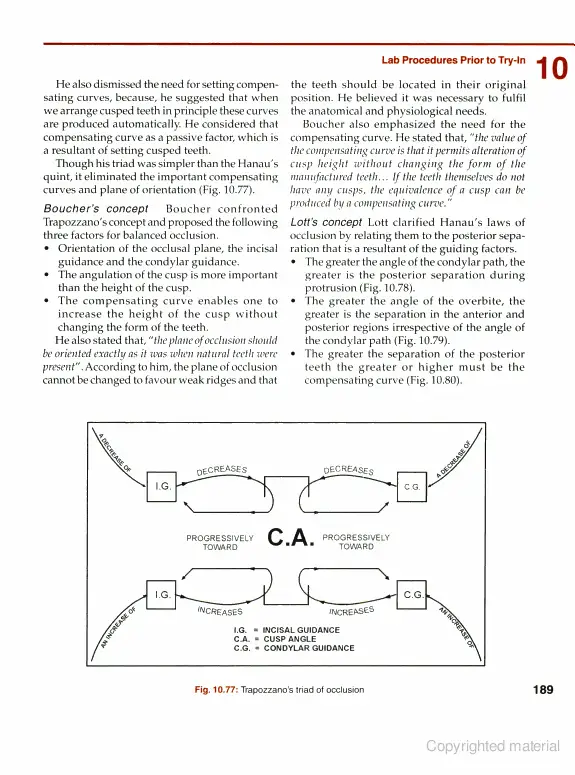 Lab Procedures Prior to Try-In
10
He also dismissed the need for setting compen-
sating curves, because, he suggested that when
we arrange cusped teeth in principle these curves
are produced automatically. He considered that
compensating curve as a passive factor, which is
a resultant of setting cusped teeth.
Though his triad was simpler than the Hanau's
quint, it eliminated the important compensating
curves and plane of orientation (Fig. 10.77).
Boucher's concept Boucher confronted
Trapozzano's concept and proposed the following
three factors for balanced occlusion.
• Orientation of the occlusal plane, the incisal
guidance and the condylar guidance.
• The angulation of the cusp is more important
than the height of the cusp.
• The compensating curve enables one to
increase the height of the cusp without
changing the form of the teeth.
He also stated that, "the plane of occlusion should
be oriented exactly as it was when natural teeth were
present". According to him, the plane of occlusion
cannot be changed to favour weak ridges and that
the teeth should be located in their original
position. He believed it was necessary to fulfil
the anatomical and physiological needs.
Boucher also emphasized the need for the
compensating curve. He stated that, "the value of
the compensating curve is that it permits alteration of
cusp height without changing the form of the
manufactured teeth... If the teeth themselves do not
have any cusps, the equivalence of a cusp can be
produced by a compensating curve."
Lott's concept Lott clarified Hanau's laws of
occlusion by relating them to the posterior sepa-
ration that is a resultant of the guiding factors.
• The greater the angle of the condylar path, the
greater is the posterior separation during
protrusion (Fig. 10.78).
• The greater the angle of the overbite, the
greater is the separation in the anterior and
posterior regions irrespective of the angle of
the condylar path (Fig. 10.79).
• The greater the separation of the posterior
teeth the greater or higher must be the
compensating curve (Fig. 10.80).
A DECREASE OF
I.G.
DECREASES
DECREASES
C.G.
A DECREASE OF
PROGRESSIVELY
TOWARD
C.A.
PROGRESSIVELY
TOWARD
AN INCREASE OF
I.G.
INCREASES
INCREASES
C.G.
AN INCREASE OF
I.G. = INCISAL GUIDANCE
C.A. = CUSP ANGLE
C.G. = CONDYLAR GUIDANCE
Fig. 10.77: Trapozzano's triad of occlusion
189
Copyrighted material